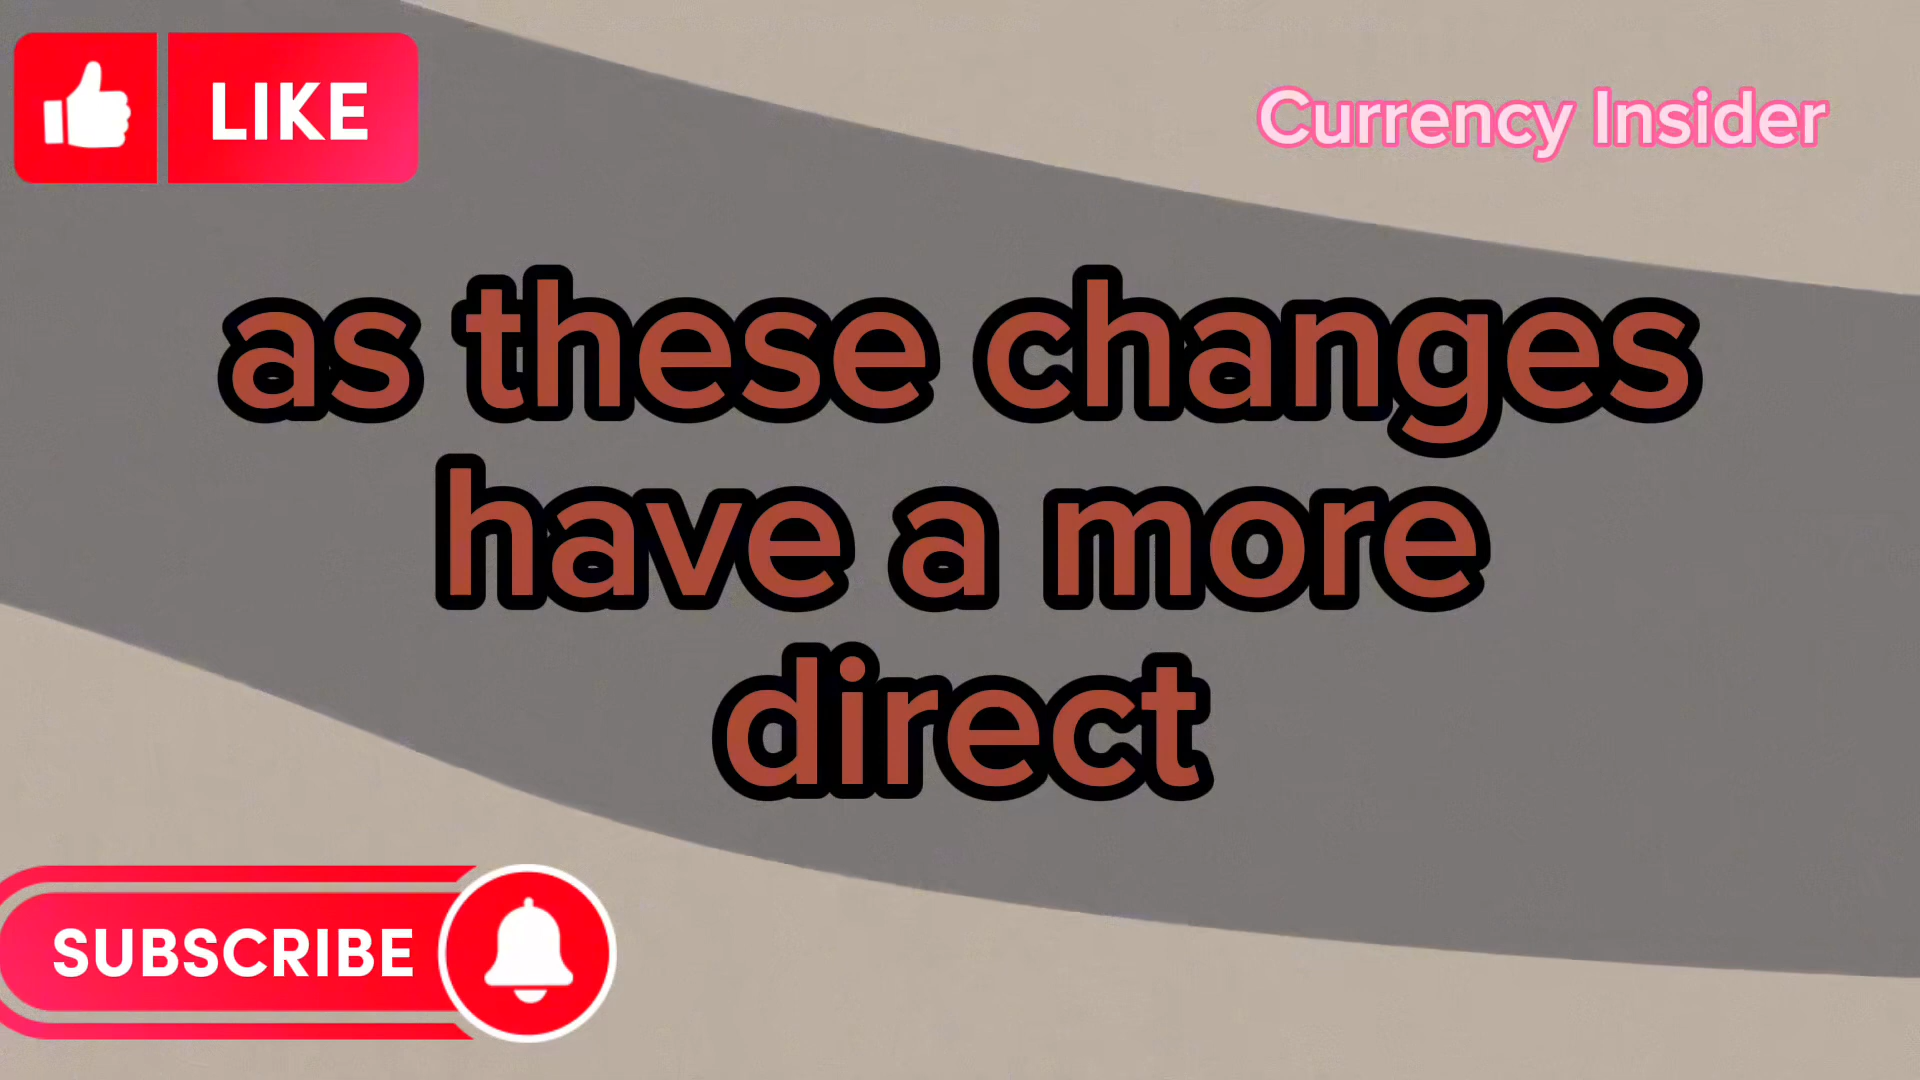 LIKE
Currency Insider
as these changes
have a more
direct
SUBSCRIBE